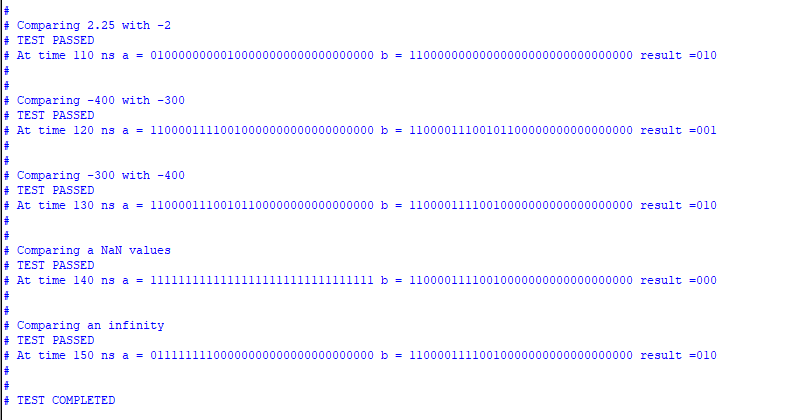 #
# Comparing 2.25 with -2
# TEST PASSED
# At time 110 ns a = 01000000000100000000000000000000 b = 11000000000000000000000000000000 result =010
#
#
# Comparing -400 with -300
# TEST PASSED
# At time 120 ns a = 11000011110010000000000000000000 b = 11000011100101100000000000000000 result =001
#
#
# Comparing -300 with -400
# TEST PASSED
# At time 130 ns a = 11000011100101100000000000000000 b = 11000011110010000000000000000000 result =010
#
#
# Comparing a NaN values
# TEST PASSED
# At time 140 ns a = 11111111111111111111111111111111 b = 11000011110010000000000000000000 result =000
#
#
# Comparing an infinity
# TEST PASSED
# At time 150 ns a = 01111111100000000000000000000000 b = 11000011110010000000000000000000 result =010
#
#
# TEST COMPLETED